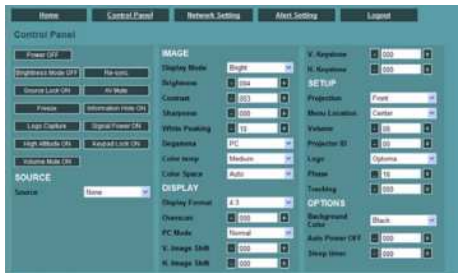 Home Control Panel Network Setting Alert Setting Logout
Control Panel
Power OFF
Brightness Mode OFF Re-sync
Source Lock ON AV Mute
Freeze Information Hide ON
Logo Capture Signal Power ON
High Altitude ON Keypad Lock ON
Volume Mute ON
SOURCE
Source None
IMAGE
Display Mode Bright
Brightness 004
Contrast 003
Sharpness 000
White Peaking 10
Degamma PC
Color temp Medium
Color Space Auto
DISPLAY
Display Format 4:3
Overscan 000
PC Mode Normal
V. Image Shift 000
H. Image Shift 000
V. Keystone 000
H. Keystone 000
SETUP
Projection Front
Menu Location Center
Volume 08
Projector ID 00
Logo Optoma
Phase 16
Tracking 000
OPTIONS
Background Color Black
Auto Power OFF 000
Sleep timer 000